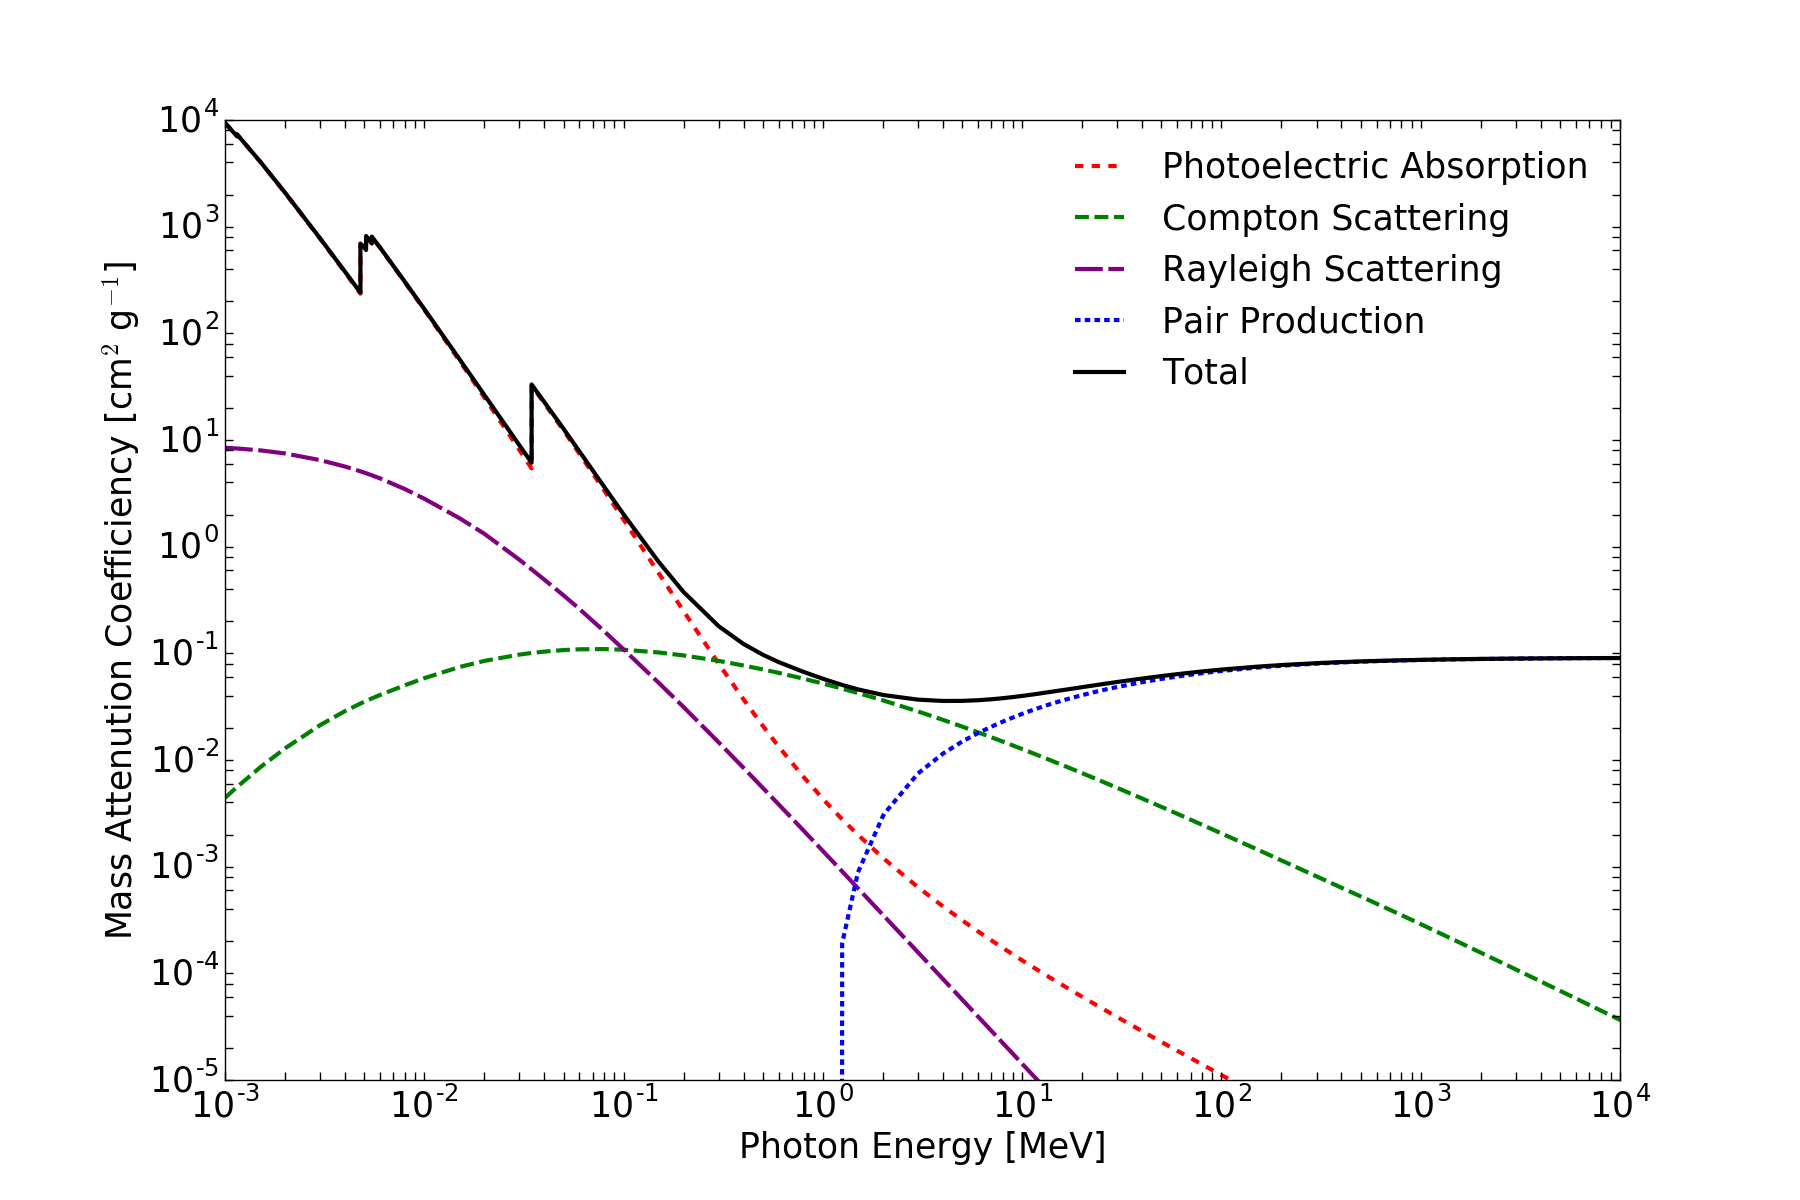 10^4
10^3
10^2
10^1
10^0
10^-1
10^-2
10^-3
10^-4
10^-5
Mass Attenution Coefficiency [cm^2 g^-1]
Photoelectric Absorption
Compton Scattering
Rayleigh Scattering
Pair Production
Total
10^-3 10^-2 10^-1 10^0 10^1 10^2 10^3 10^4
Photon Energy [MeV]